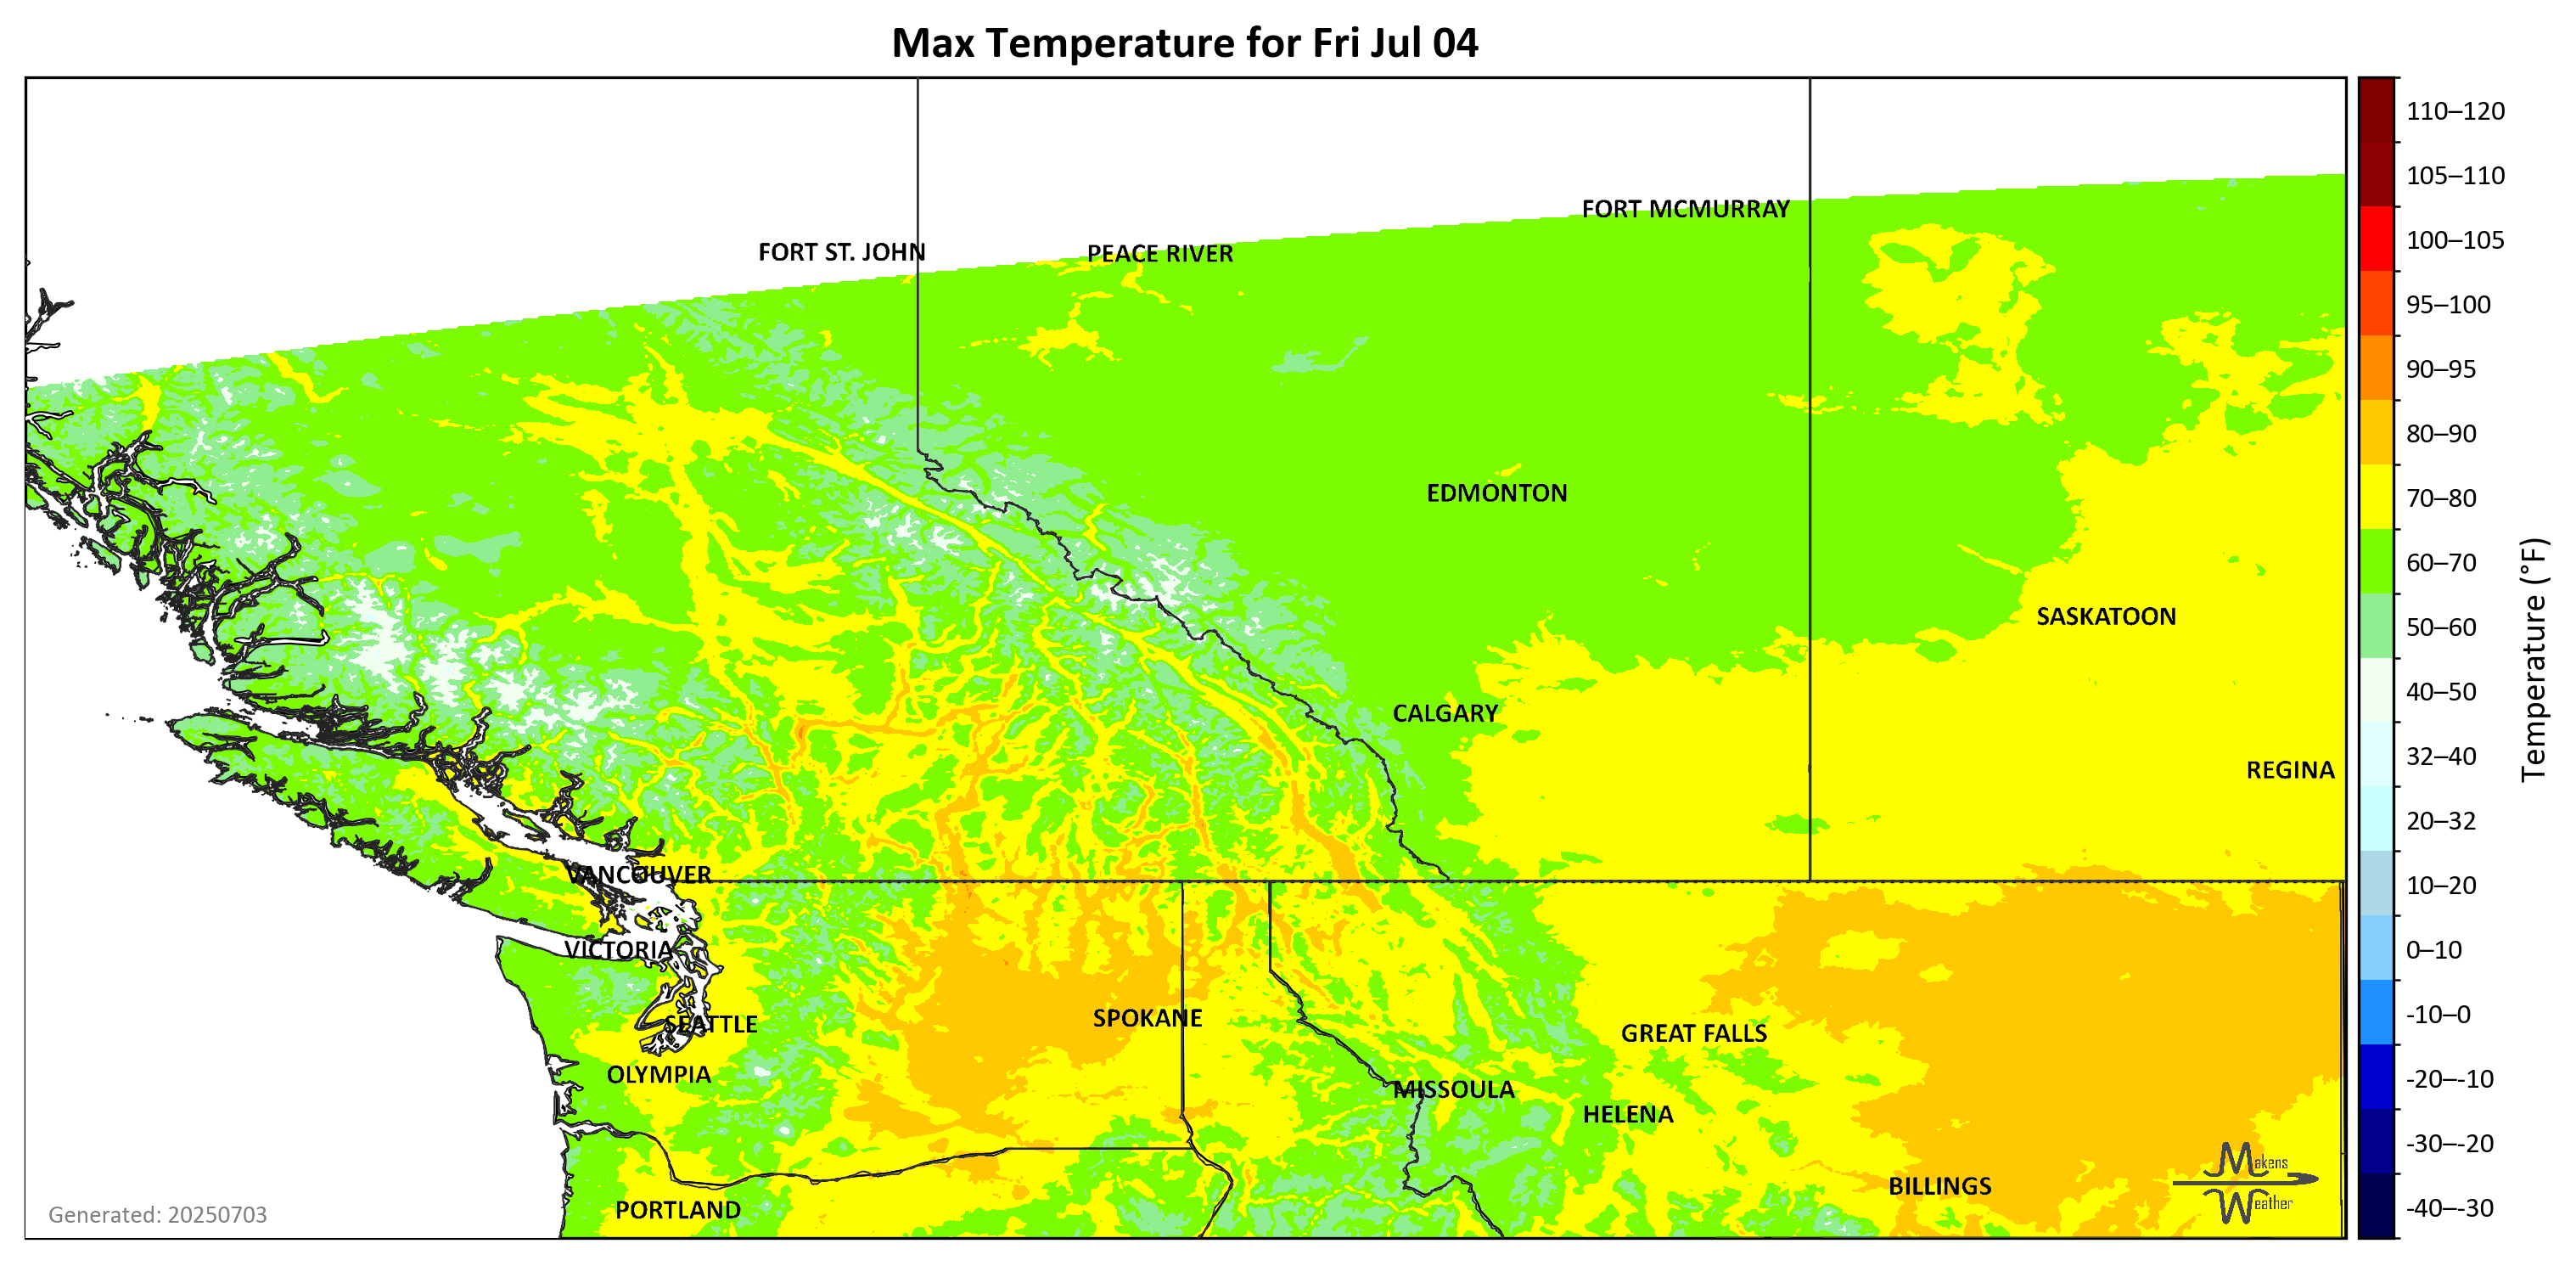 Max Temperature for Fri Jul 04
FORT MCMURRAY
FORT ST. JOHN
PEACE RIVER
EDMONTON
SASKATOON
CALGARY
REGINA
VANCOUVER
VICTORIA
SEATTLE
SPOKANE
GREAT FALLS
OLYMPIA
MISSOULA
HELENA
BILLINGS
PORTLAND
Generated: 20250703
Makens
Weather
110–120
105–110
100–105
95–100
90–95
80–90
70–80
60–70
50–60
40–50
32–40
20–32
10–20
0–10
-10–0
-20–-10
-30–-20
-40–-30
Temperature (°F)